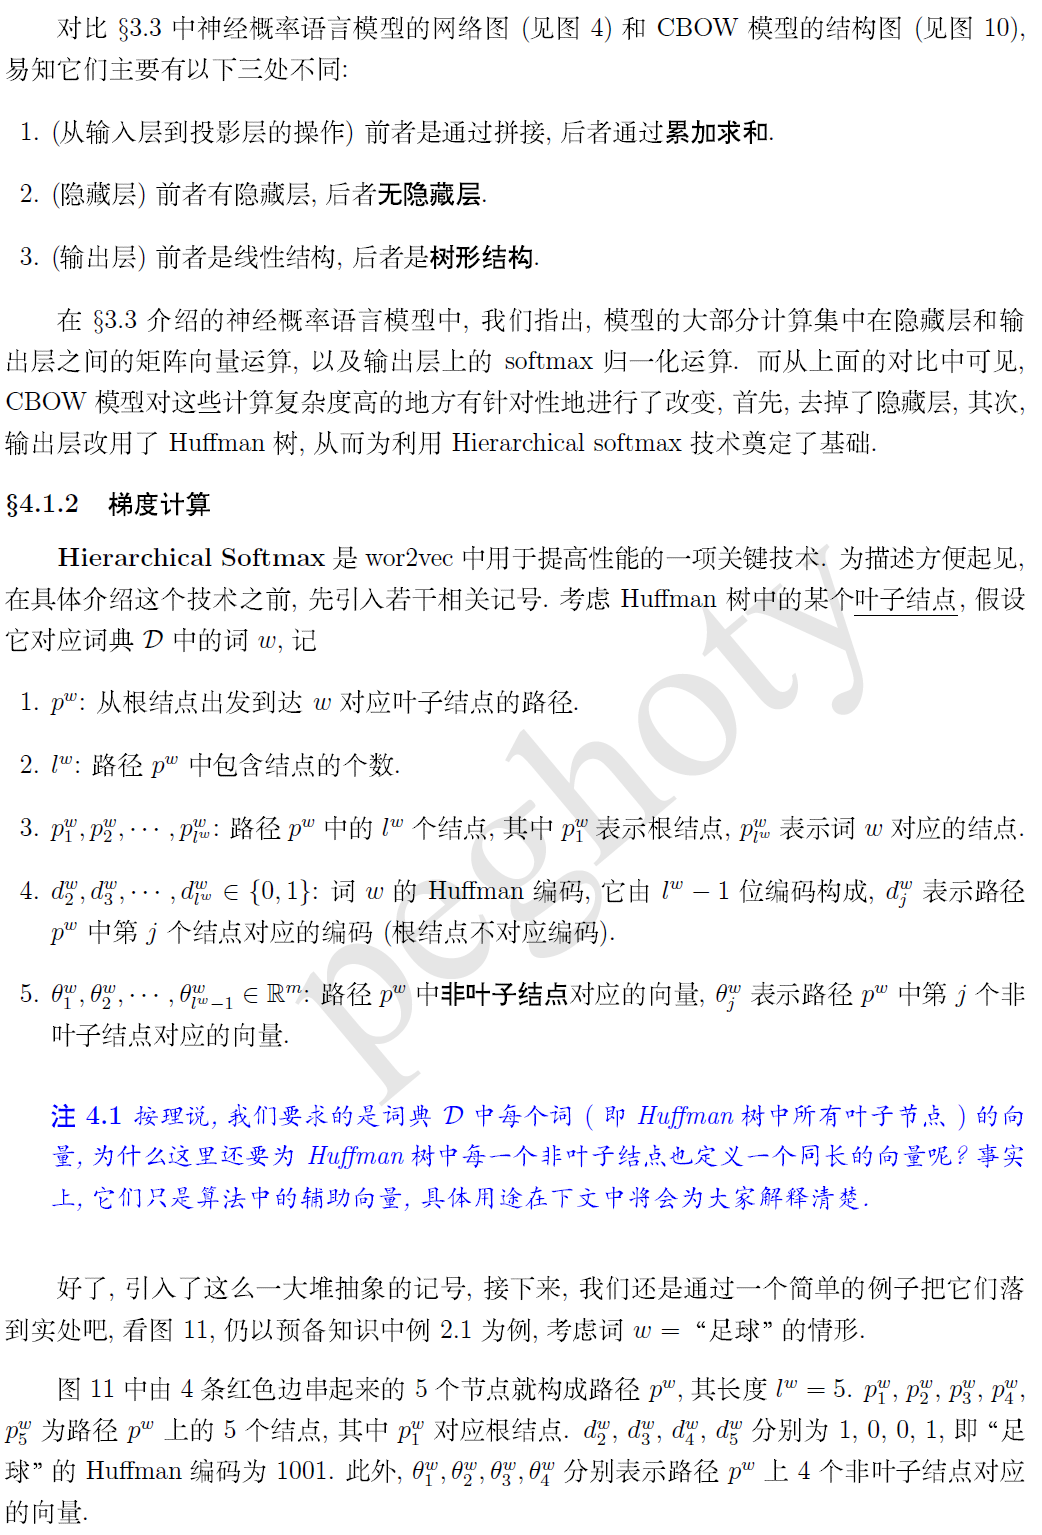 对比 §3.3 中神经概率语言模型的网络图 (见图 4) 和 CBOW 模型的结构图 (见图 10),
易知它们主要有以下三处不同:
1. (从输入层到投影层的操作) 前者是通过拼接, 后者通过累加求和.
2. (隐藏层) 前者有隐藏层, 后者无隐藏层.
3. (输出层) 前者是线性结构, 后者是树形结构.
在 §3.3 介绍的神经概率语言模型中, 我们指出, 模型的大部分计算集中在隐藏层和输
出层之间的矩阵向量运算, 以及输出层上的 softmax 归一化运算. 而从上面的对比中可见,
CBOW 模型对这些计算复杂度高的地方有针对性地进行了改变, 首先, 去掉了隐藏层, 其次,
输出层改用了 Huffman 树, 从而为利用 Hierarchical softmax 技术奠定了基础.
§4.1.2 梯度计算
Hierarchical Softmax 是 wor2vec 中用于提高性能的一项关键技术. 为描述方便起见,
在具体介绍这个技术之前, 先引入若干相关记号. 考虑 Huffman 树中的某个叶子结点, 假设
它对应词典 $\mathcal{D}$ 中的词 $w$, 记
1. $p^w$: 从根结点出发到达 $w$ 对应叶子结点的路径.
2. $l^w$: 路径 $p^w$ 中包含结点的个数.
3. $p_1^w, p_2^w, \cdots, p_{l^w}^w$: 路径 $p^w$ 中的 $l^w$ 个结点, 其中 $p_1^w$ 表示根结点, $p_{l^w}^w$ 表示词 $w$ 对应的结点.
4. $d_2^w, d_3^w, \cdots, d_{l^w}^w \in \{0, 1\}$: 词 $w$ 的 Huffman 编码, 它由 $l^w - 1$ 位编码构成, $d_j^w$ 表示路径
$p^w$ 中第 $j$ 个结点对应的编码 (根结点不对应编码).
5. $\theta_1^w, \theta_2^w, \cdots, \theta_{l^w-1}^w \in \mathbb{R}^m$: 路径 $p^w$ 中非叶子结点对应的向量, $\theta_j^w$ 表示路径 $p^w$ 中第 $j$ 个非
叶子结点对应的向量.
注 4.1 按理说, 我们要求的是词典 $\mathcal{D}$ 中每个词 ( 即 Huffman 树中所有叶子节点 ) 的向
量, 为什么这里还要为 Huffman 树中每一个非叶子结点也定义一个同长的向量呢? 事实
上, 它们只是算法中的辅助向量, 具体用途在下文中将会为大家解释清楚.
好了, 引入了这么一大堆抽象的记号, 接下来, 我们还是通过一个简单的例子把它们落
到实处吧, 看图 11, 仍以预备知识中例 2.1 为例, 考虑词 $w =$ “足球” 的情形.
图 11 中由 4 条红色边串起来的 5 个节点就构成路径 $p^w$, 其长度 $l^w = 5$. $p_1^w, p_2^w, p_3^w, p_4^w,$
$p_5^w$ 为路径 $p^w$ 上的 5 个结点, 其中 $p_1^w$ 对应根结点. $d_2^w, d_3^w, d_4^w, d_5^w$ 分别为 1, 0, 0, 1, 即 “足
球” 的 Huffman 编码为 1001. 此外, $\theta_1^w, \theta_2^w, \theta_3^w, \theta_4^w$ 分别表示路径 $p^w$ 上 4 个非叶子结点对应
的向量.
peghoty